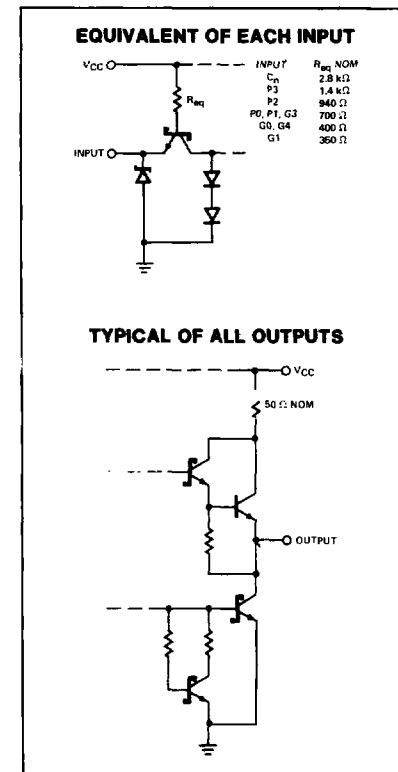 EQUIVALENT OF EACH INPUT
VCC INPUT Req NOM
Cn 2.8 kΩ
P3 1.4 kΩ
Req P2 940 Ω
P0, P1, G3 700 Ω
G0, G4 400 Ω
INPUT G1 350 Ω
TYPICAL OF ALL OUTPUTS
VCC
50 Ω NOM
OUTPUT